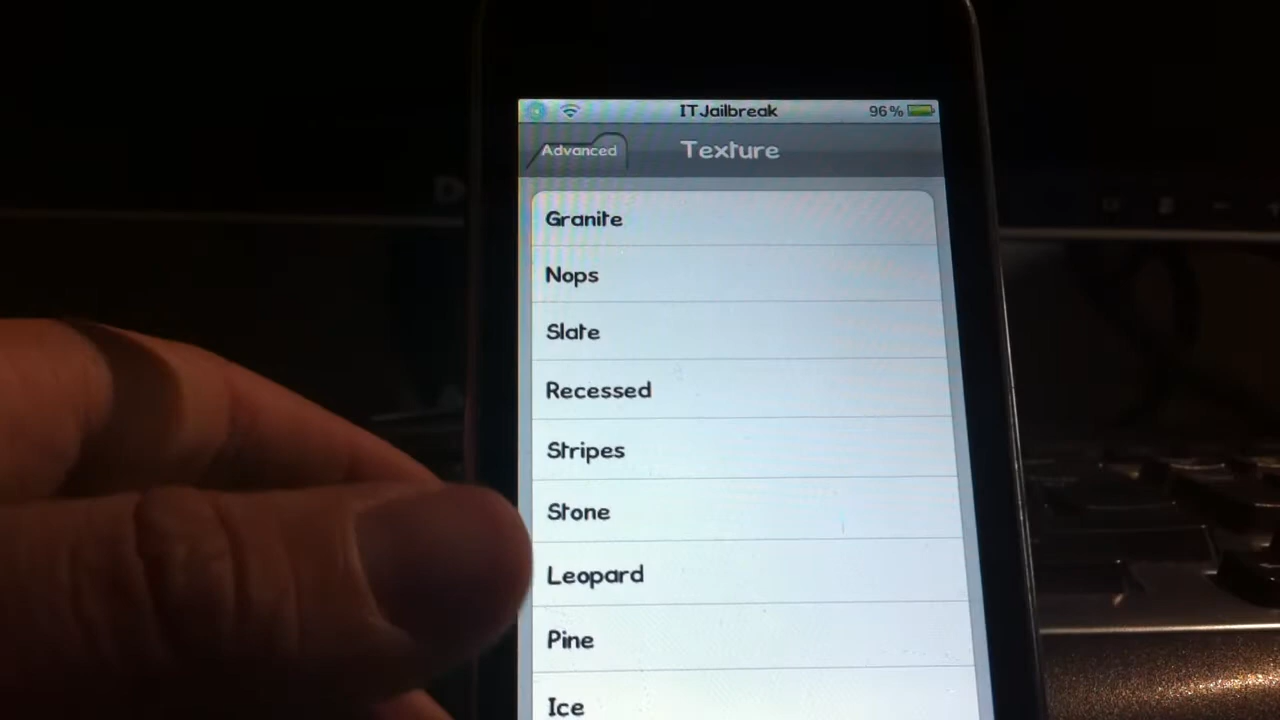 ITJailbreak
96%
Advanced
Texture
Granite
Nops
Slate
Recessed
Stripes
Stone
Leopard
Pine
Ice